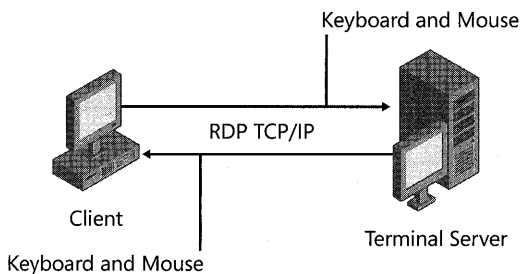 Keyboard and Mouse
RDP TCP/IP
Client
Terminal Server
Keyboard and Mouse